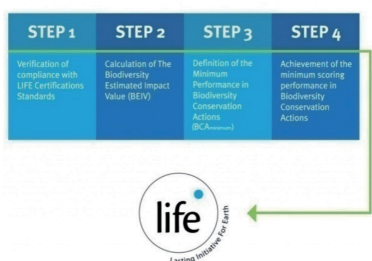 STEP 1
Verification of
compliance with
LIFE Certifications
Standards
STEP 2
Calculation of The
Biodiversity
Estimated Impact
Value (BEIV)
STEP 3
Definition of the
Minimum
Performance in
Biodiversity
Conservation
Actions
(BCAminimum)
STEP 4
Achievement of the
minimum scoring
performance in
Biodiversity
Conservation
Actions
life
Lasting Initiative For Earth